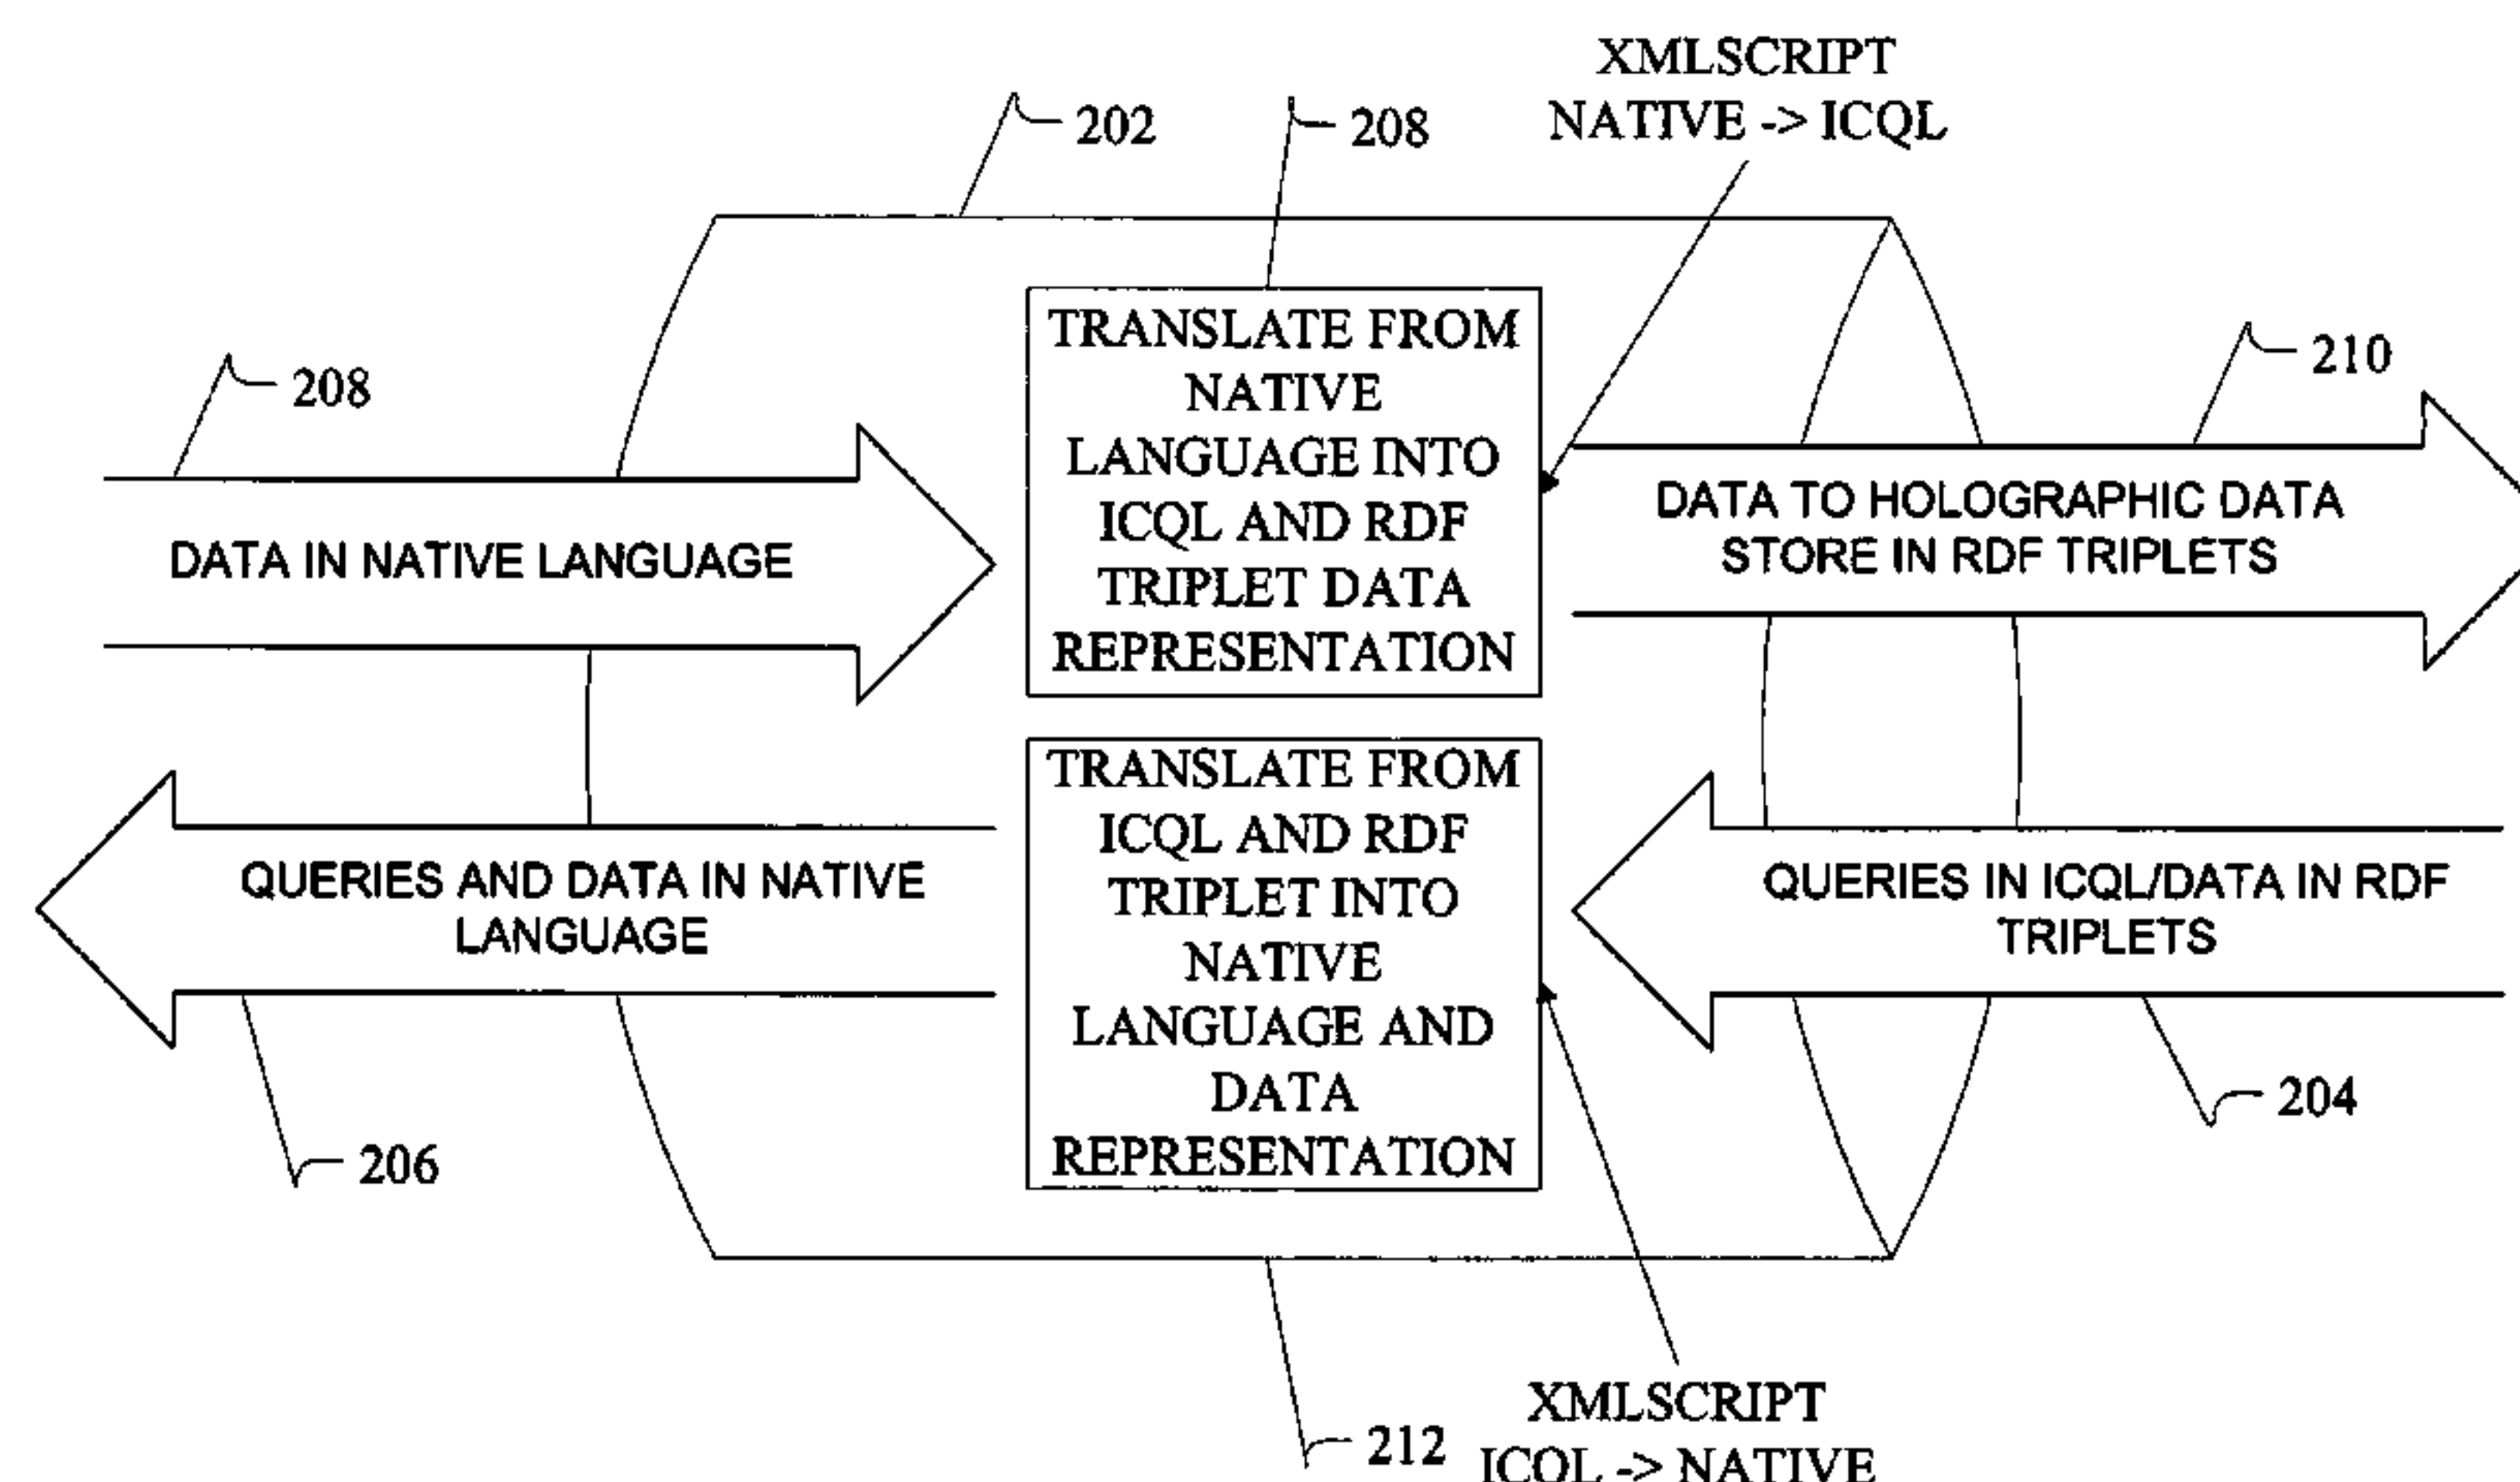 XMLSCRIPT
NATIVE -> ICQL
202
208
208
210
TRANSLATE FROM
NATIVE
LANGUAGE INTO
ICQL AND RDF
TRIPLET DATA
REPRESENTATION
DATA IN NATIVE LANGUAGE
DATA TO HOLOGRAPHIC DATA
STORE IN RDF TRIPLETS
TRANSLATE FROM
ICQL AND RDF
TRIPLET INTO
NATIVE
LANGUAGE AND
DATA
REPRESENTATION
QUERIES AND DATA IN NATIVE
LANGUAGE
QUERIES IN ICQL/DATA IN RDF
TRIPLETS
204
206
212
XMLSCRIPT
ICQL -> NATIVE